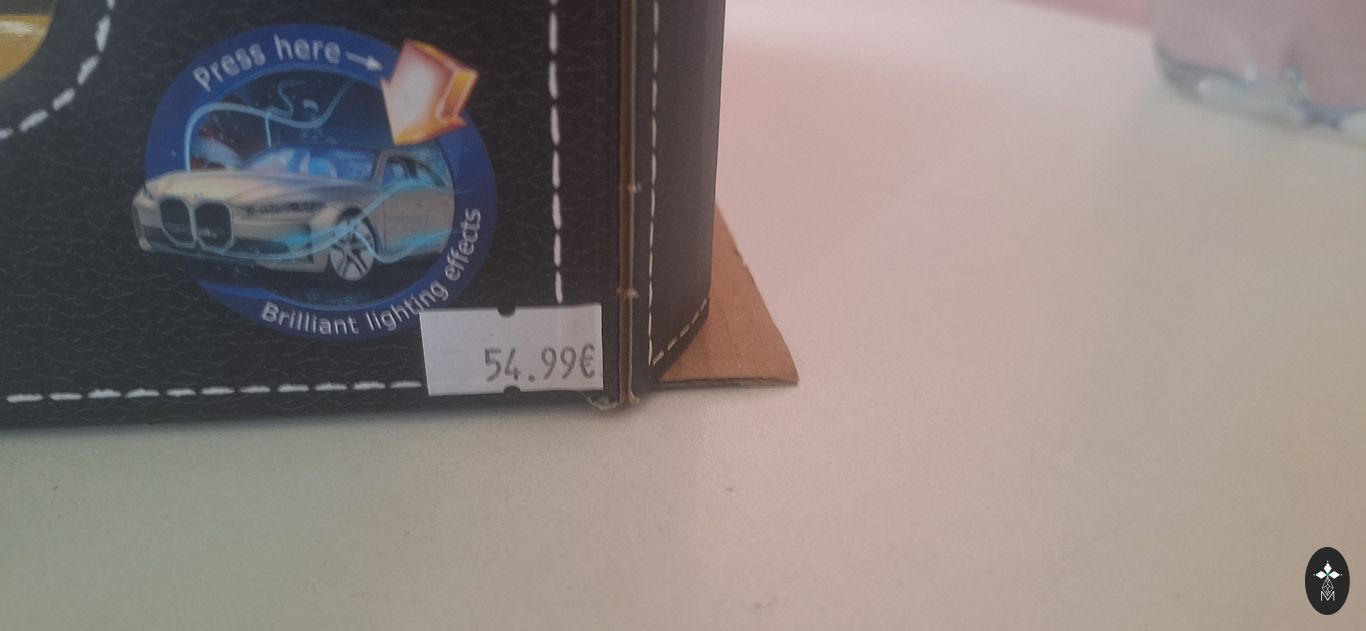 Press here
Brilliant lighting effects
54.99€